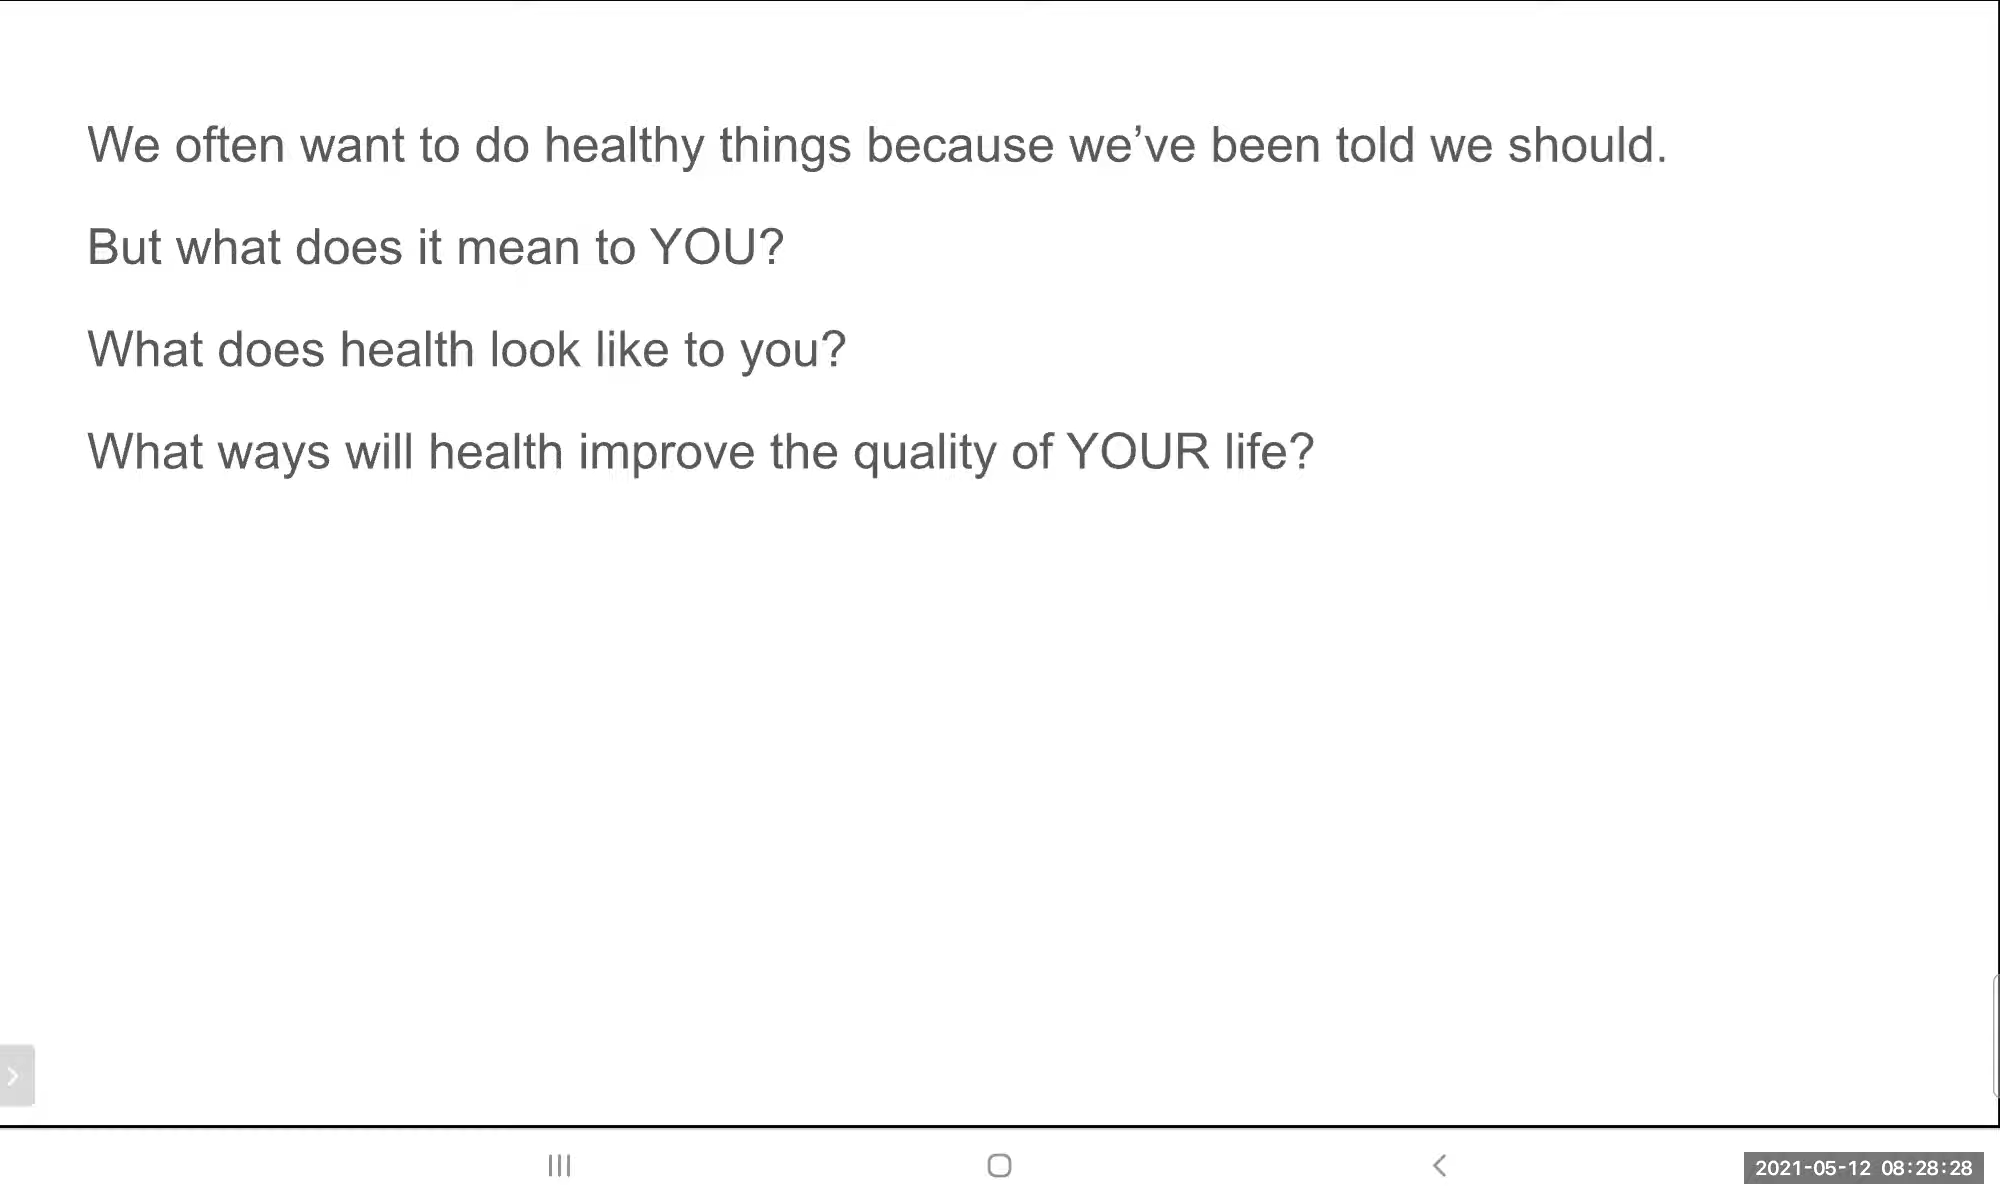 We often want to do healthy things because we’ve been told we should.
But what does it mean to YOU?
What does health look like to you?
What ways will health improve the quality of YOUR life?
2021-05-12 08:28:28